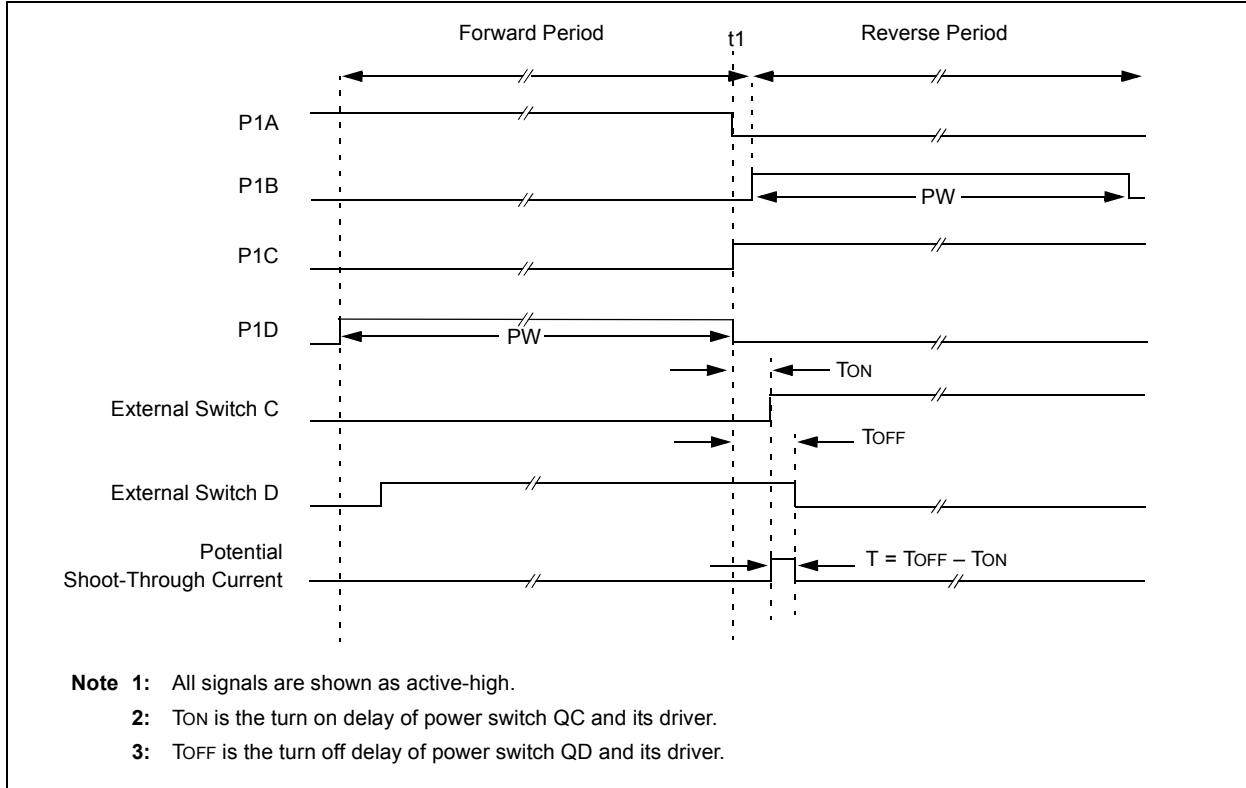 Forward Period
t1
Reverse Period
P1A
P1B
PW
P1C
P1D
PW
TON
External Switch C
TOFF
External Switch D
Potential
Shoot-Through Current
T = TOFF – TON
Note 1: All signals are shown as active-high.
2: TON is the turn on delay of power switch QC and its driver.
3: TOFF is the turn off delay of power switch QD and its driver.